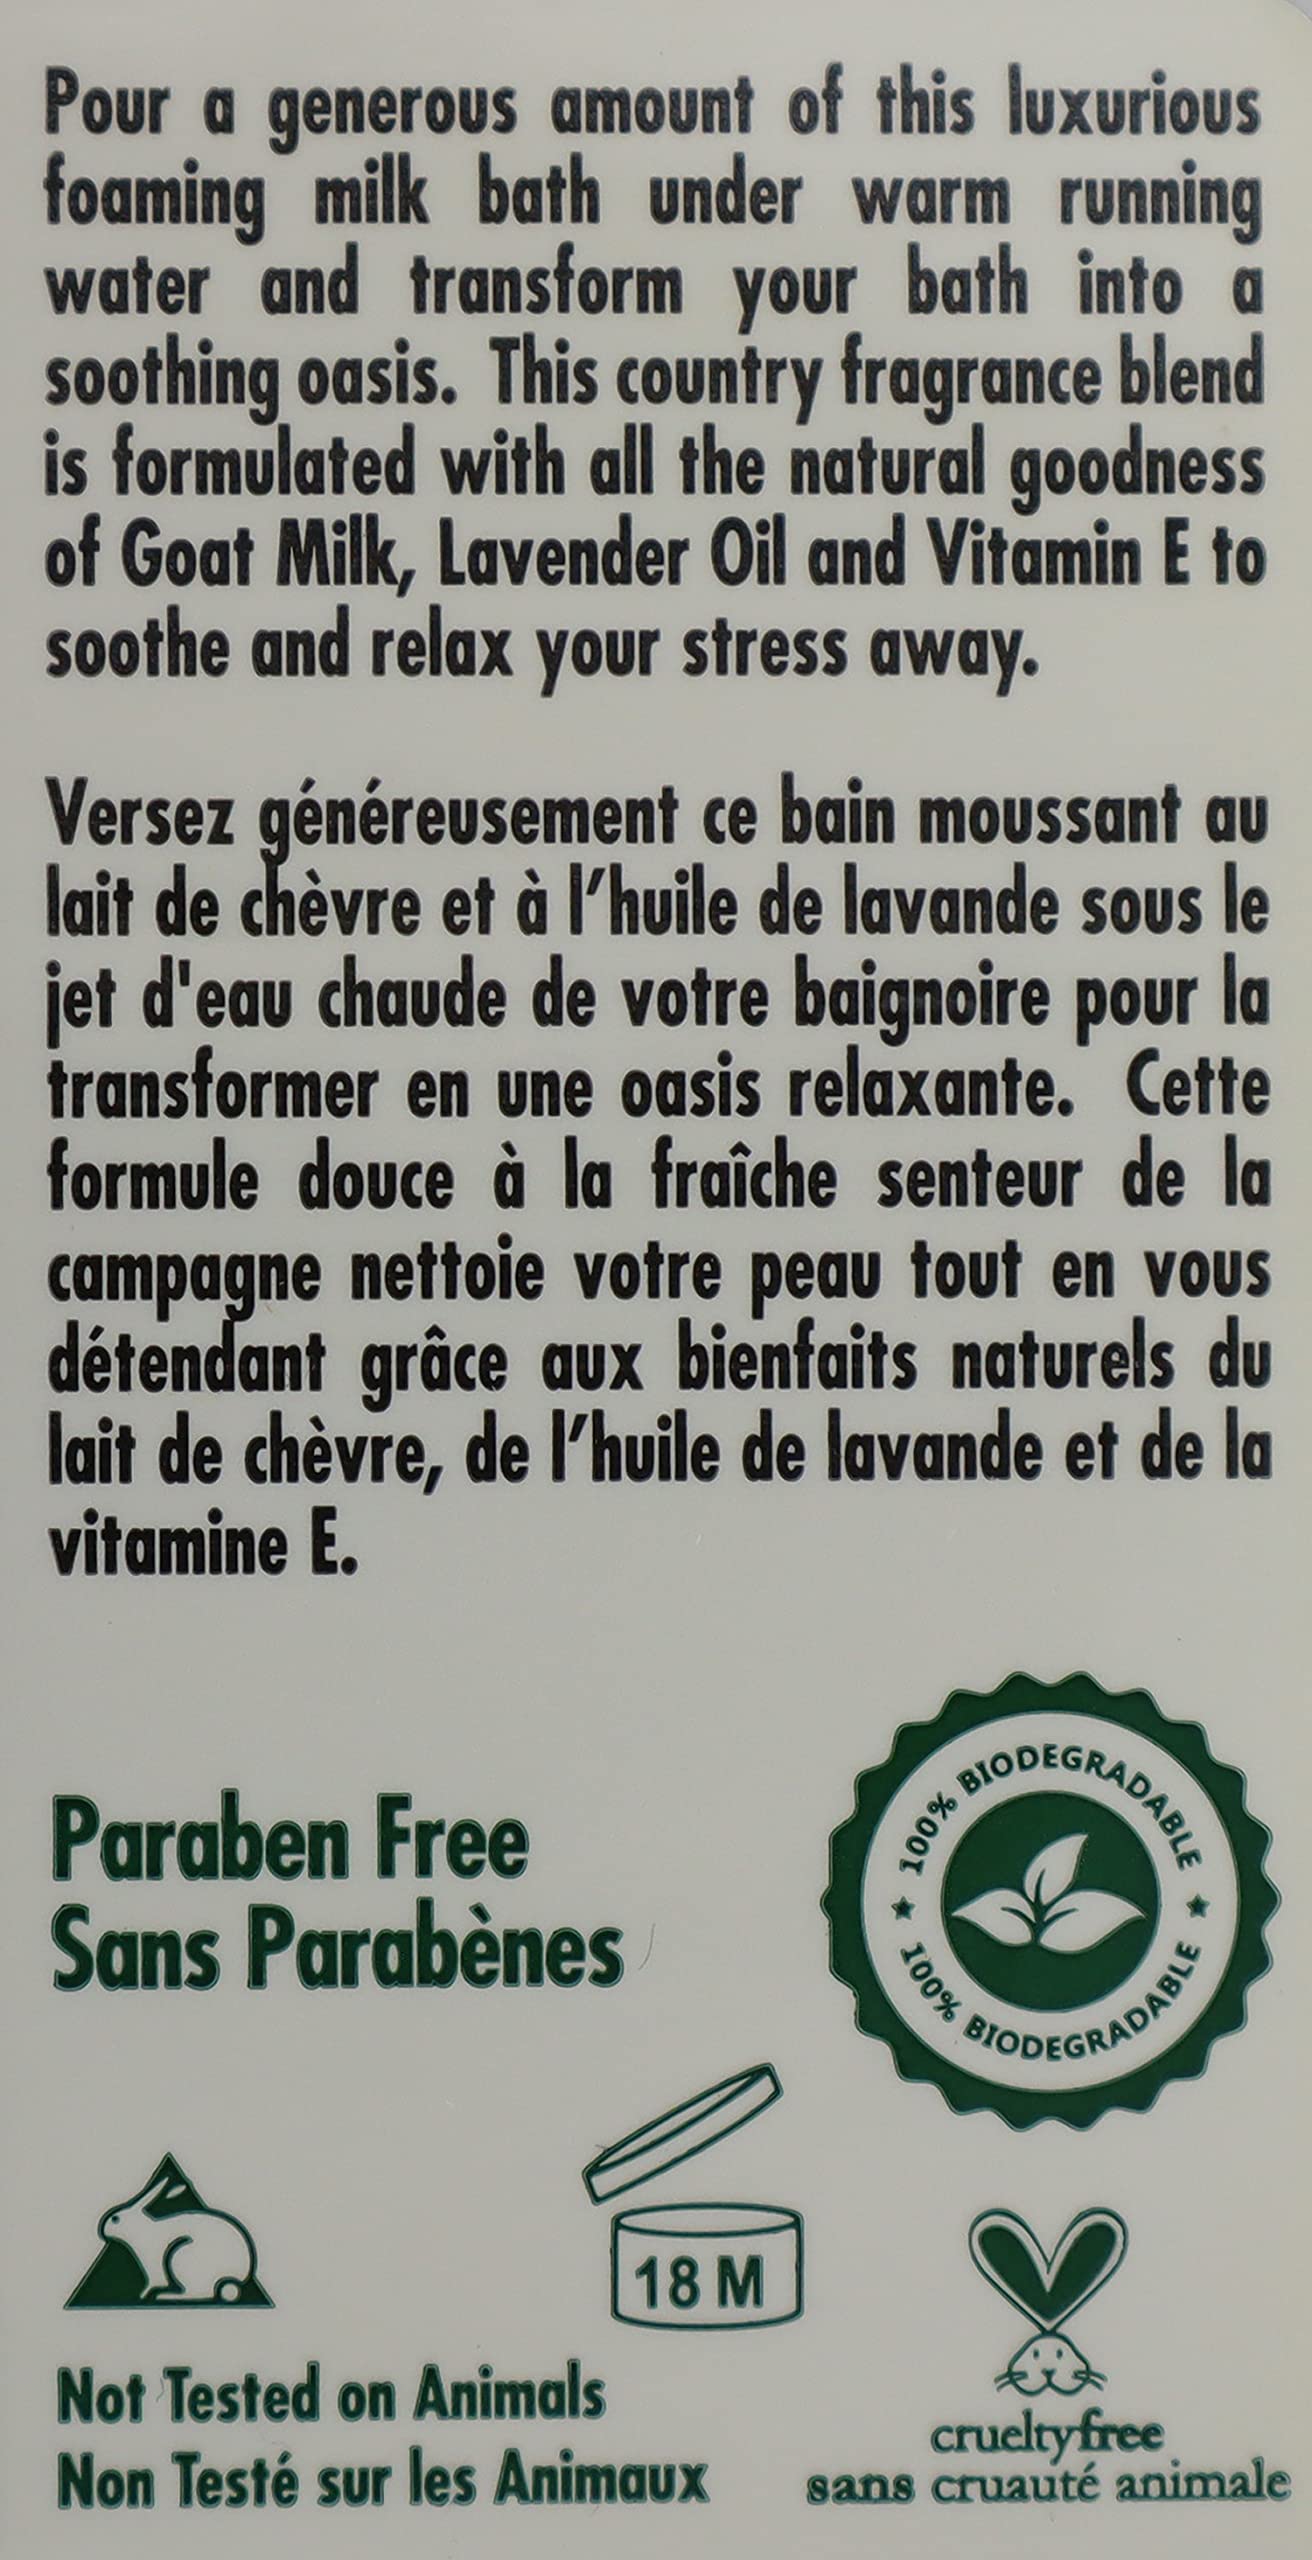 Pour a generous amount of this luxurious
foaming milk bath under warm running
water and transform your bath into a
soothing oasis. This country fragrance blend
is formulated with all the natural goodness
of Goat Milk, Lavender Oil and Vitamin E to
soothe and relax your stress away.
Versez généreusement ce bain moussant au
lait de chèvre et à l’huile de lavande sous le
jet d'eau chaude de votre baignoire pour la
transformer en une oasis relaxante. Cette
formule douce à la fraîche senteur de la
campagne nettoie votre peau tout en vous
détendant grâce aux bienfaits naturels du
lait de chèvre, de l’huile de lavande et de la
vitamine E.
Paraben Free
Sans Parabènes
100% BIODEGRADABLE
100% BIODEGRADABLE
18 M
Not Tested on Animals
Non Testé sur les Animaux
crueltyfree
sans cruauté animale